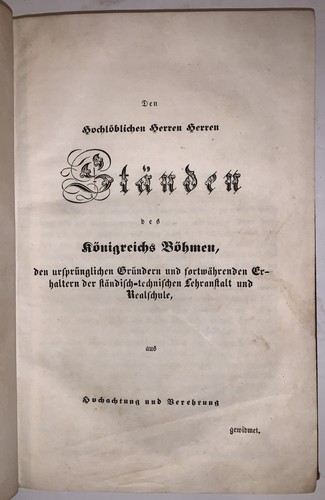 Den
Hochlöblichen Herren Herren
Ständen
des
Königreichs Böhmen,
den ursprünglichen Gründern und fortwährenden Er-
haltern der ständisch-technischen Lehranstalt und
Realschule,
aus
Hochachtung und Verehrung
gewidmet.